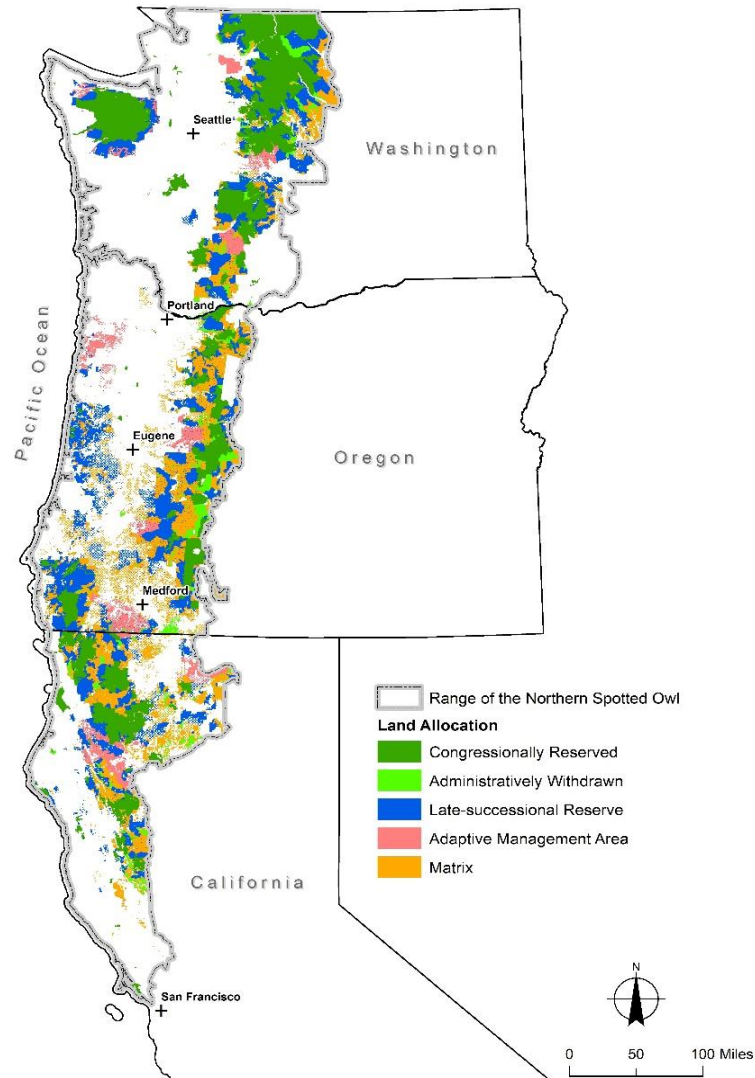 Seattle
Washington
Portland
Pacific Ocean
Eugene
Oregon
Medford
Range of the Northern Spotted Owl
Land Allocation
Congressionally Reserved
Administratively Withdrawn
Late-successional Reserve
Adaptive Management Area
Matrix
California
San Francisco
N
0 50 100 Miles